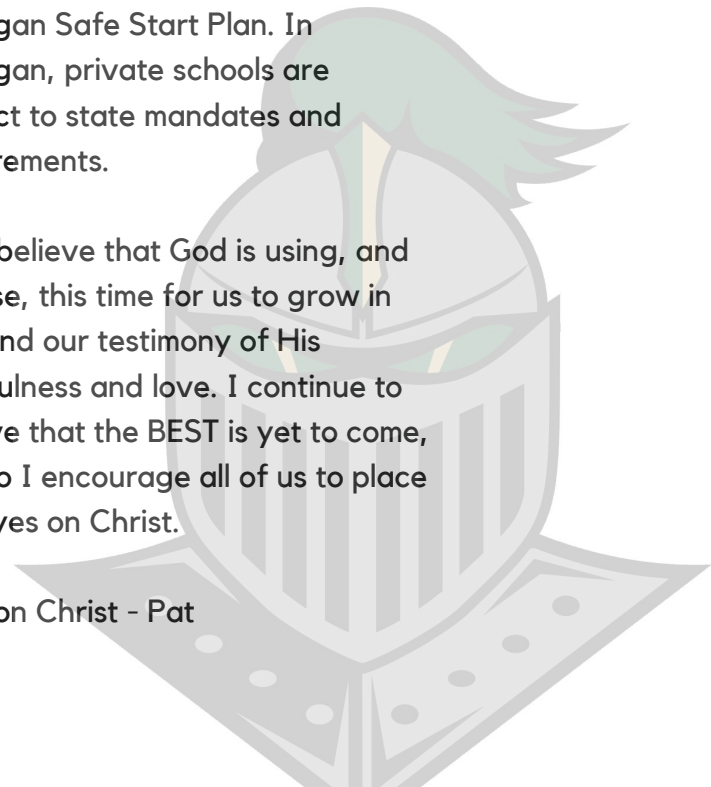 gan Safe Start Plan. In
gan, private schools are
ct to state mandates and
rements.
believe that God is using, and
se, this time for us to grow in
nd our testimony of His
ulness and love. I continue to
ve that the BEST is yet to come,
o I encourage all of us to place
yes on Christ.
on Christ - Pat